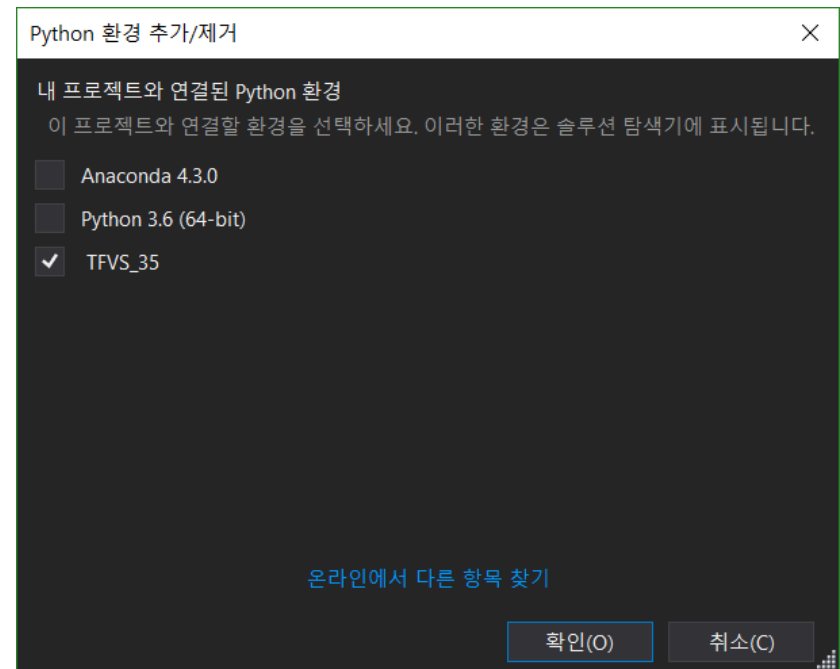 Python 환경 추가/제거
내 프로젝트와 연결된 Python 환경
이 프로젝트와 연결할 환경을 선택하세요. 이러한 환경은 솔루션 탐색기에 표시됩니다.
Anaconda 4.3.0
Python 3.6 (64-bit)
TFVS_35
온라인에서 다른 항목 찾기
확인(O) 취소(C)